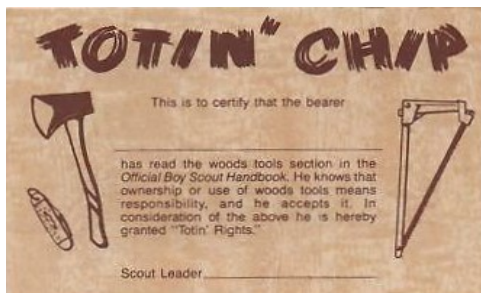 TOTIN" CHIP
This is to certify that the bearer
has read the woods tools section in the
Official Boy Scout Handbook. He knows that
ownership or use of woods tools means
responsibility, and he accepts it. In
consideration of the above he is hereby
granted "Totin' Rights."
Scout Leader